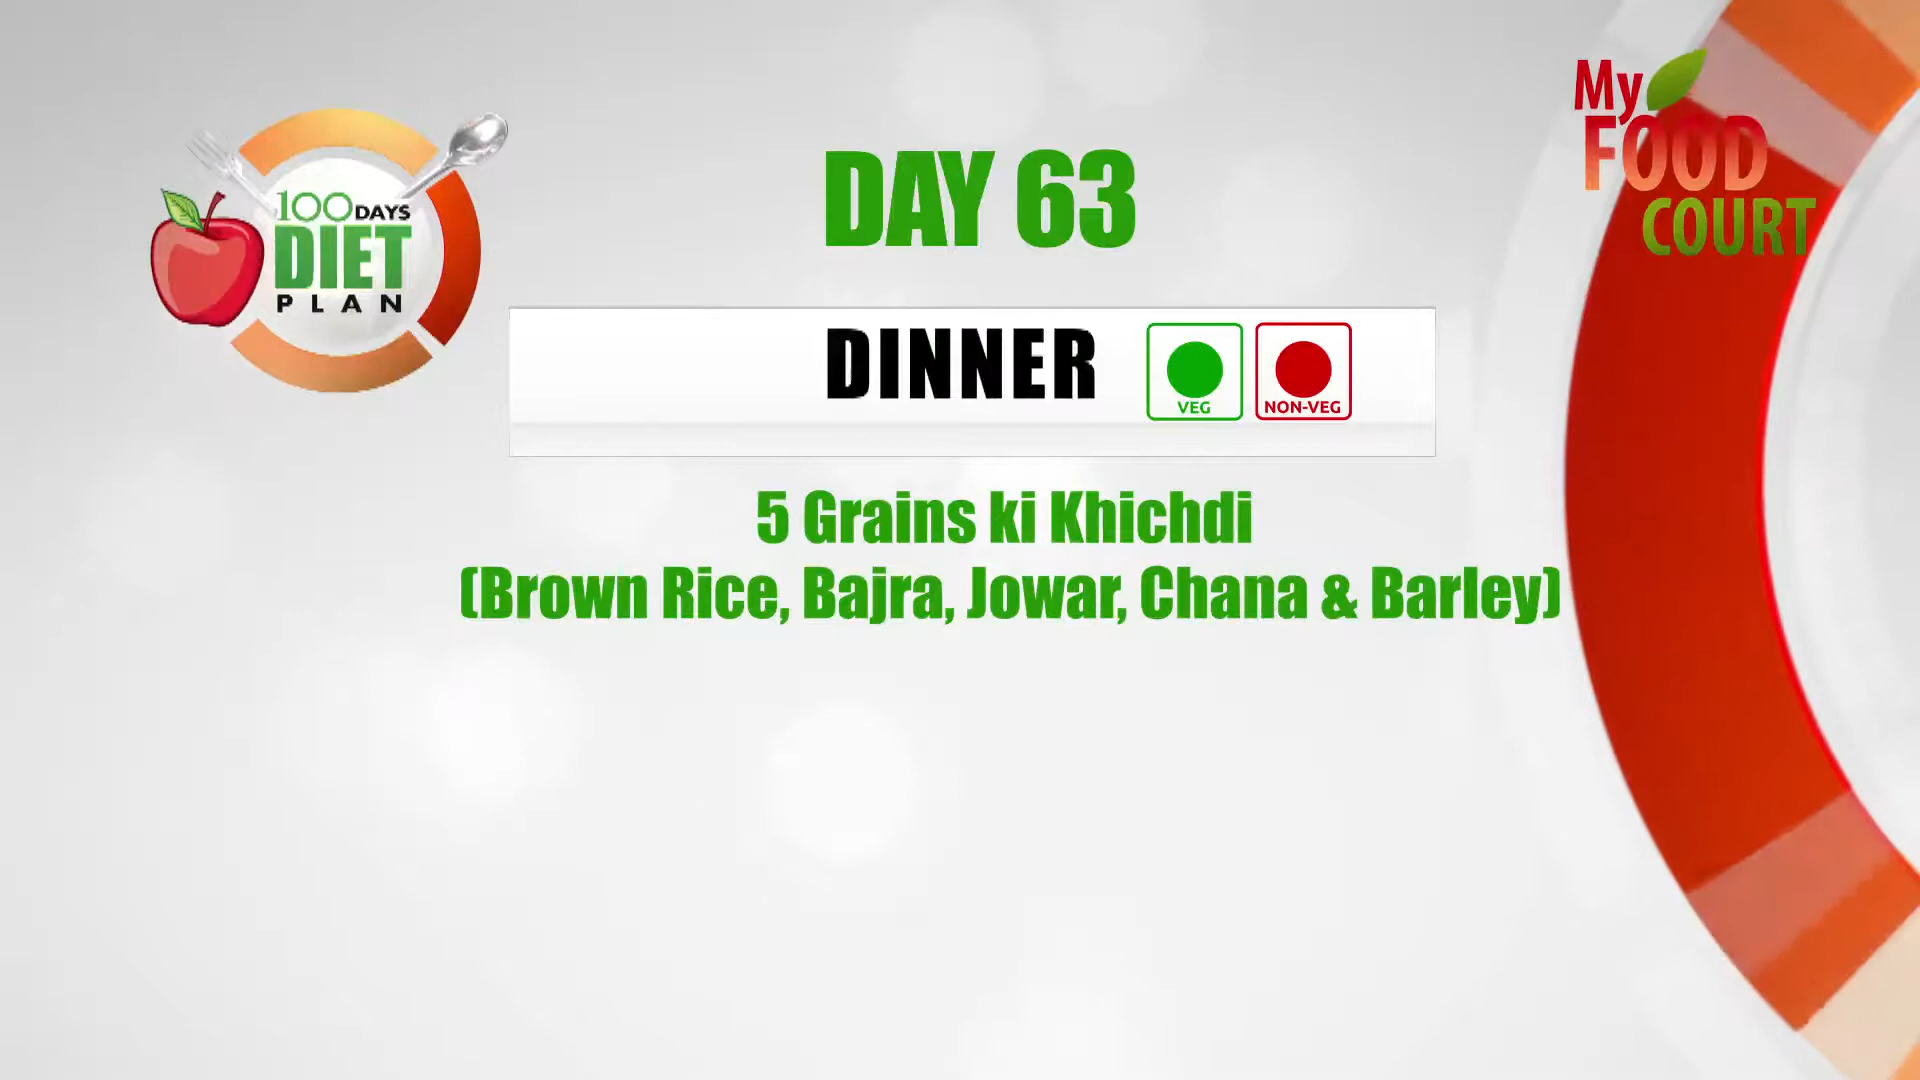 My
FOOD
COURT
100 DAYS
DIET
PLAN
DAY 63
DINNER
VEG
NON-VEG
5 Grains ki Khichdi
(Brown Rice, Bajra, Jowar, Chana & Barley)